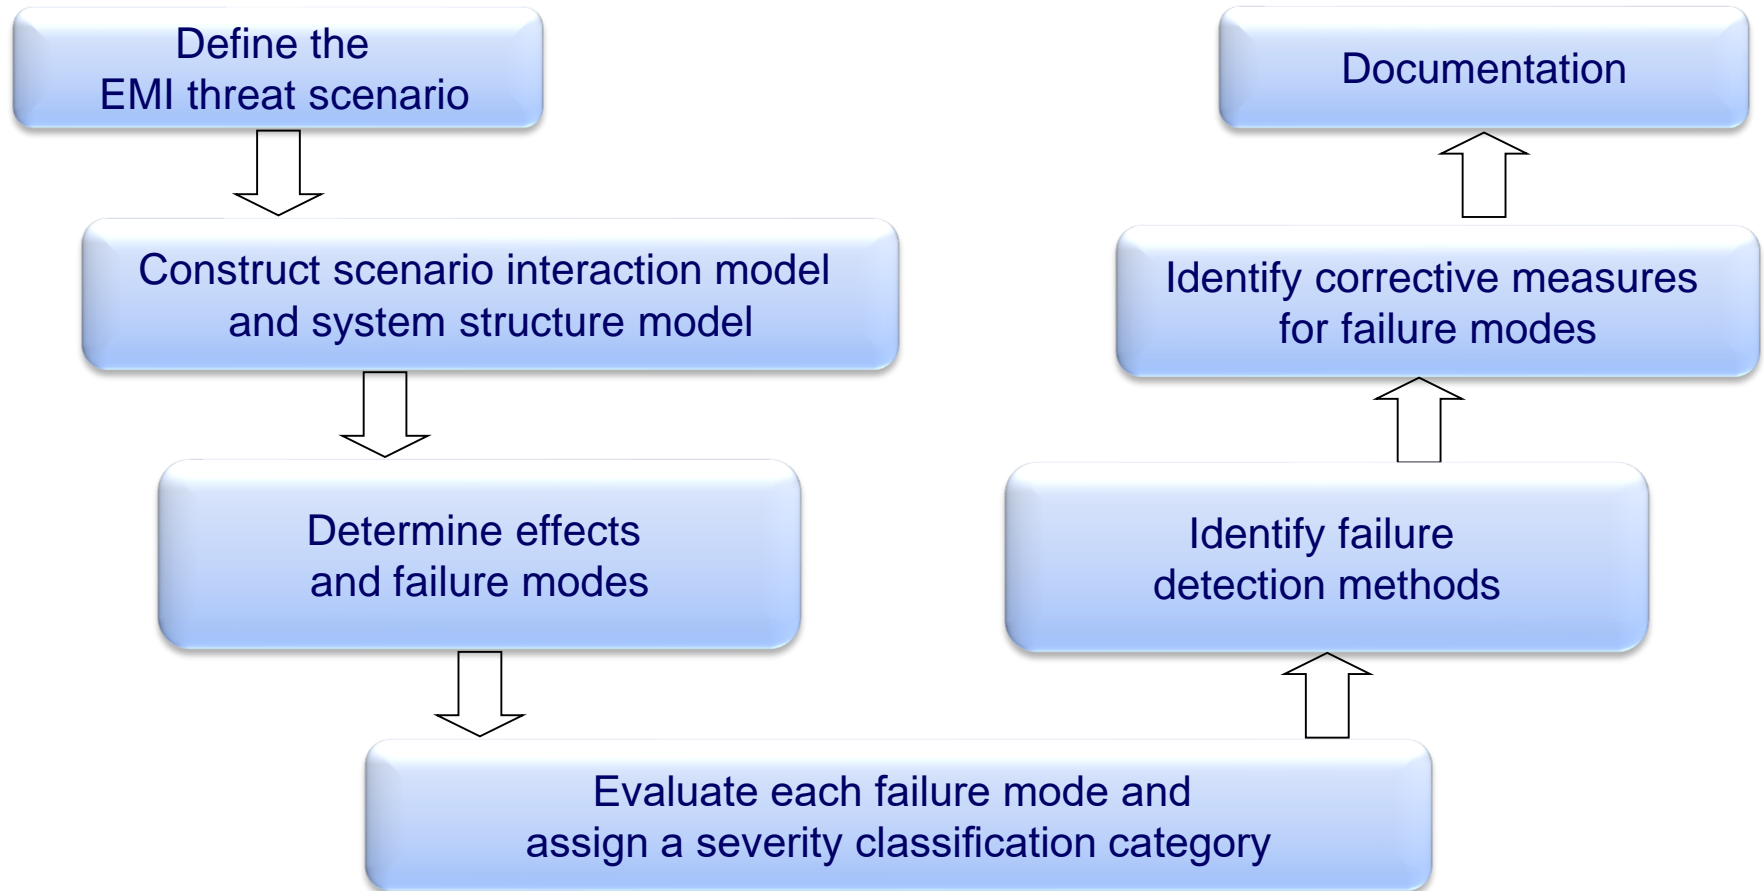 Define the
EMI threat scenario
Construct scenario interaction model
and system structure model
Determine effects
and failure modes
Evaluate each failure mode and
assign a severity classification category
Identify failure
detection methods
Identify corrective measures
for failure modes
Documentation